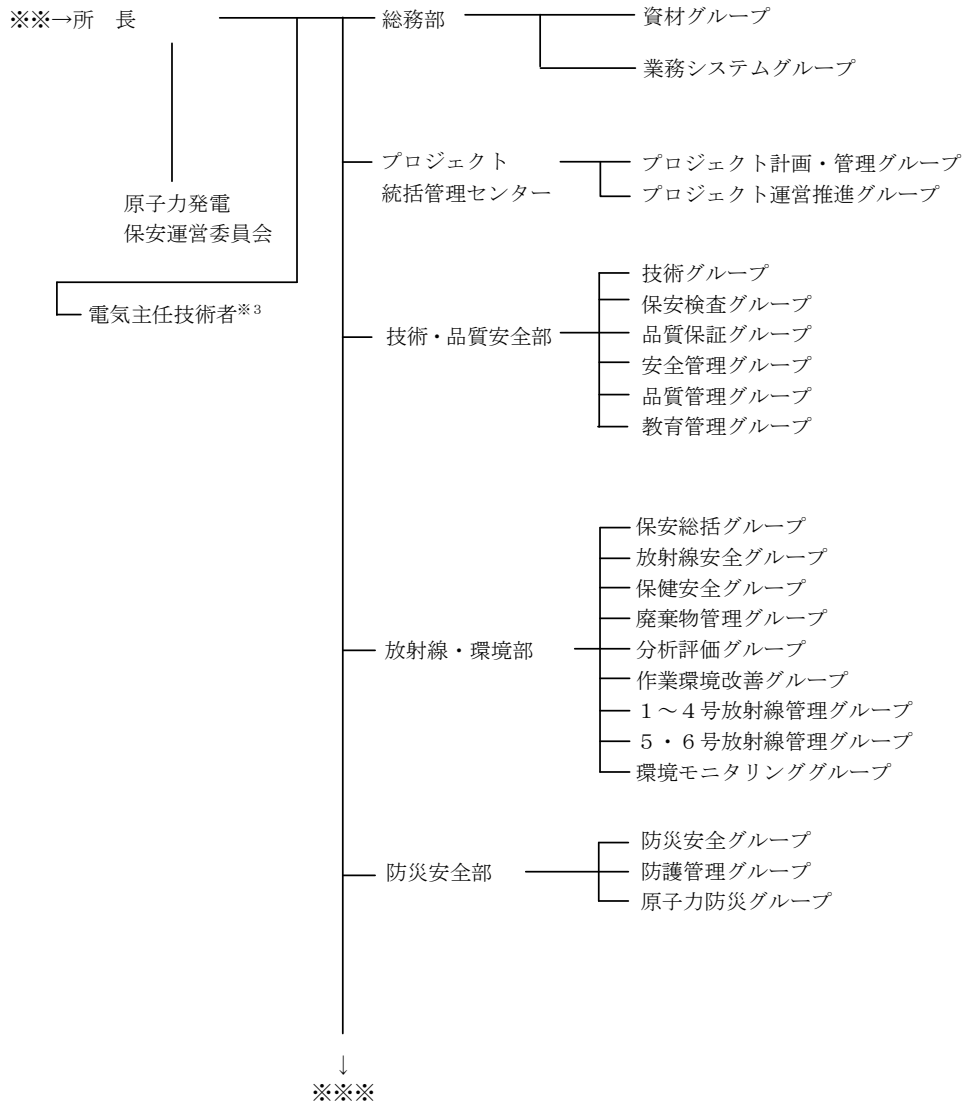 ※※→所　長
総務部
資材グループ
業務システムグループ
プロジェクト
統括管理センター
プロジェクト計画・管理グループ
プロジェクト運営推進グループ
原子力発電
保安運営委員会
電気主任技術者※3
技術・品質安全部
技術グループ
保安検査グループ
品質保証グループ
安全管理グループ
品質管理グループ
教育管理グループ
放射線・環境部
保安総括グループ
放射線安全グループ
保健安全グループ
廃棄物管理グループ
分析評価グループ
作業環境改善グループ
１～４号放射線管理グループ
５・６号放射線管理グループ
環境モニタリンググループ
防災安全部
防災安全グループ
防護管理グループ
原子力防災グループ
↓
※※※